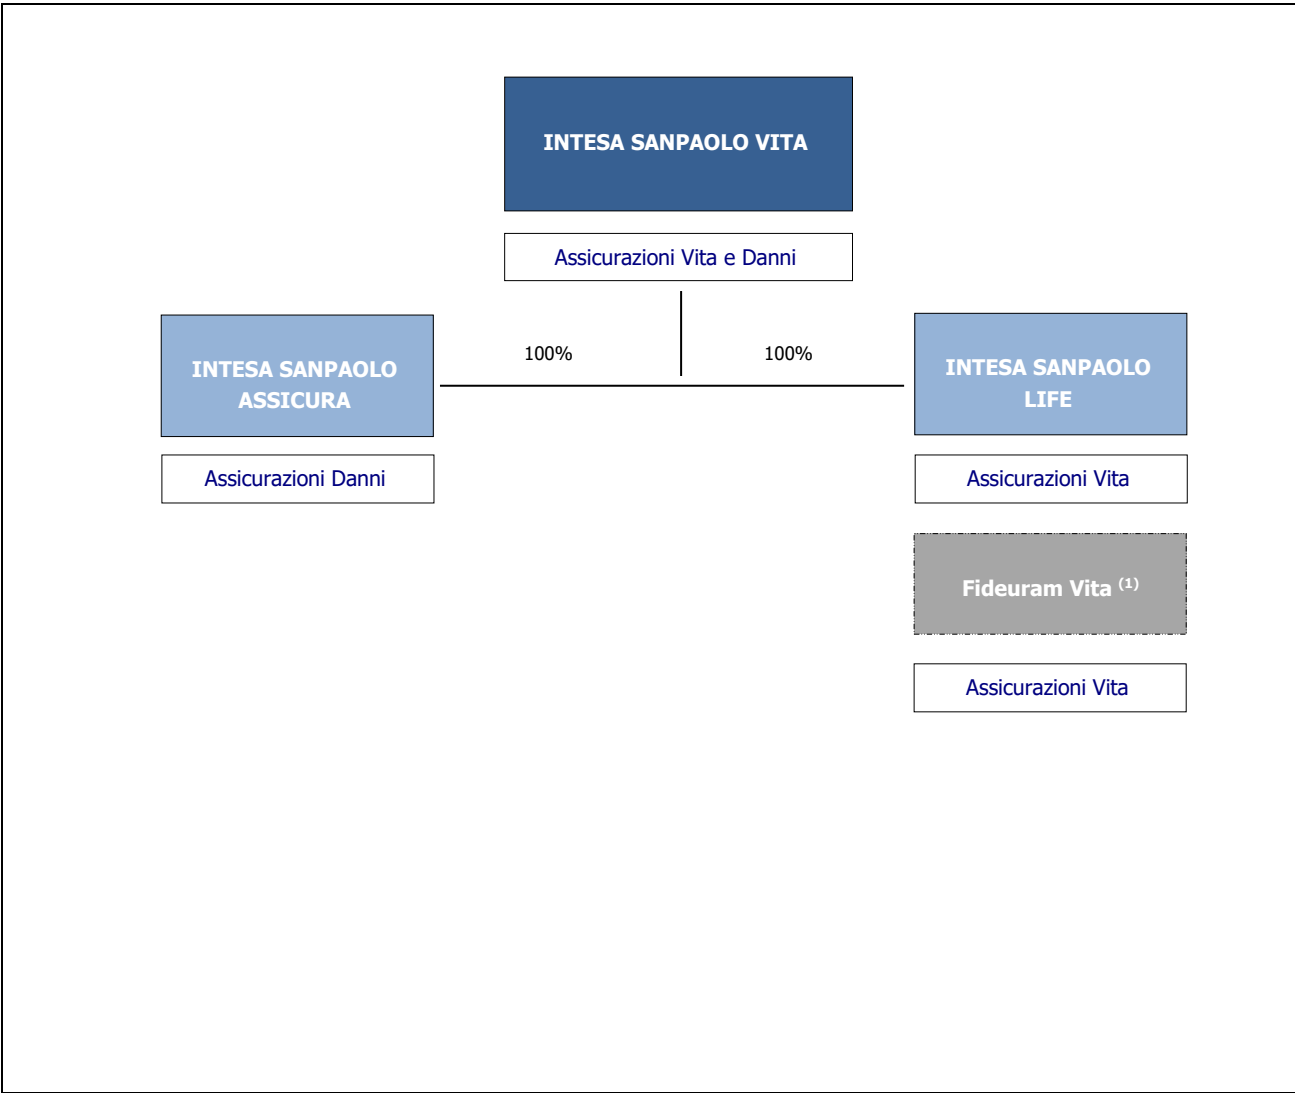 INTESA SANPAOLO VITA
Assicurazioni Vita e Danni
100%
100%
INTESA SANPAOLO
ASSICURA
INTESA SANPAOLO
LIFE
Assicurazioni Danni
Assicurazioni Vita
Fideuram Vita (1)
Assicurazioni Vita